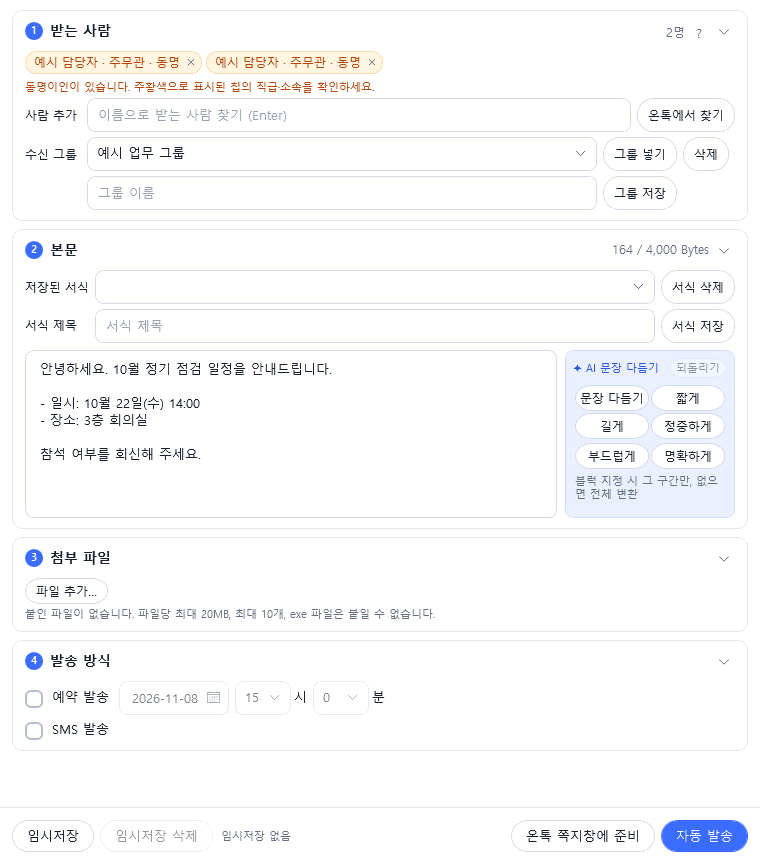 1 받는 사람 2명 ?
예시 담당자 · 주무관 · 동명 × 예시 담당자 · 주무관 · 동명 ×
동명이인이 있습니다. 주황색으로 표시된 칩의 직급·소속을 확인하세요.
사람 추가 이름으로 받는 사람 찾기 (Enter) 온톡에서 찾기
수신 그룹 예시 업무 그룹 그룹 넣기 삭제
그룹 이름 그룹 저장
2 본문 164 / 4,000 Bytes
저장된 서식 서식 삭제
서식 제목 서식 제목 서식 저장
안녕하세요. 10월 정기 점검 일정을 안내드립니다.
- 일시: 10월 22일(수) 14:00
- 장소: 3층 회의실
참석 여부를 회신해 주세요.
✦ AI 문장 다듬기 되돌리기
문장 다듬기 짧게
길게 정중하게
부드럽게 명확하게
블럭 지정 시 그 구간만, 없으
면 전체 변환
3 첨부 파일
파일 추가...
붙인 파일이 없습니다. 파일당 최대 20MB, 최대 10개, exe 파일은 붙일 수 없습니다.
4 발송 방식
예약 발송 2026-11-08 15 시 0 분
SMS 발송
임시저장 임시저장 삭제 임시저장 없음 온톡 쪽지창에 준비 자동 발송